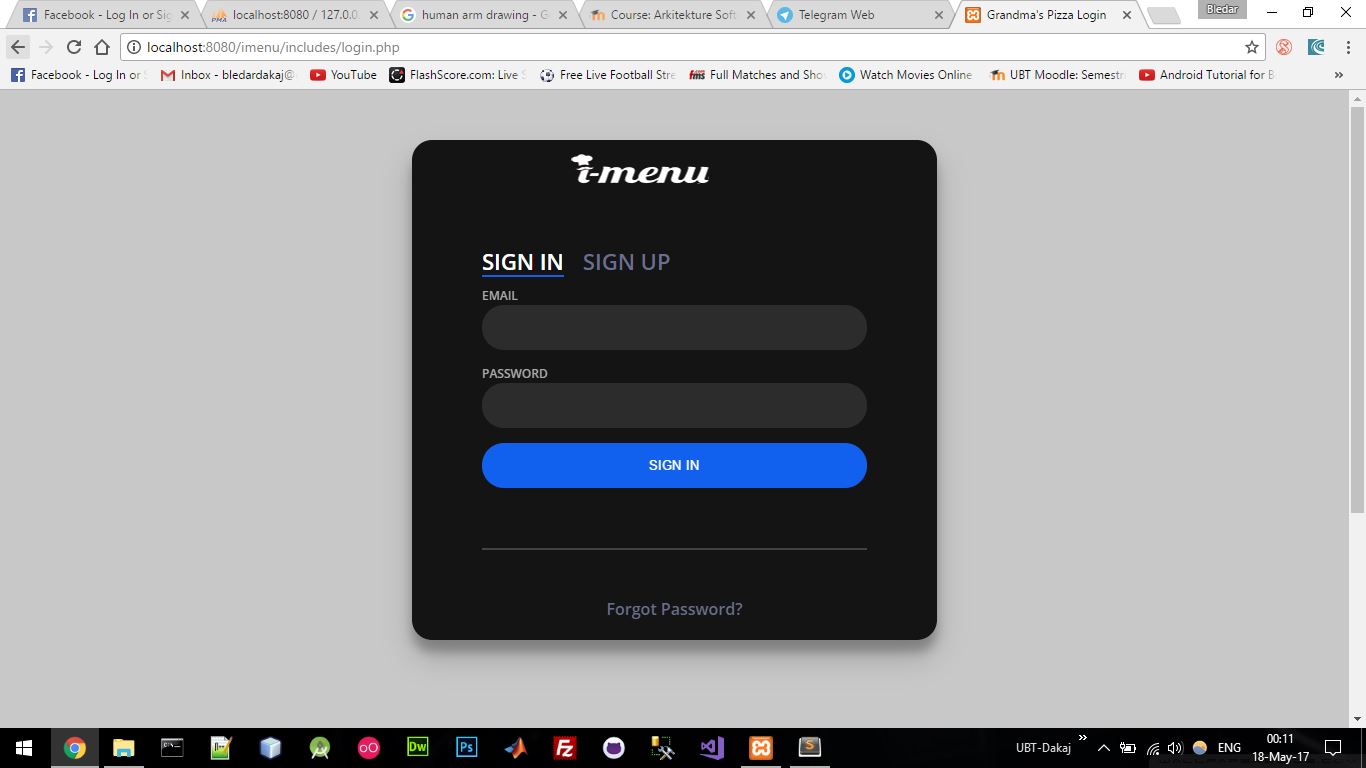 Facebook - Log In or Sig
localhost:8080 / 127.0.0.
human arm drawing - G
Course: Arkitekture Soft
Telegram Web
Grandma's Pizza Login
Bledar
localhost:8080/imenu/includes/login.php
Facebook - Log In or S
Inbox - bledardakaj@
YouTube
FlashScore.com: Live S
Free Live Football Stre
Full Matches and Sho
Watch Movies Online
UBT Moodle: Semestr
Android Tutorial for B
i-menu
SIGN IN SIGN UP
EMAIL
PASSWORD
SIGN IN
Forgot Password?
UBT-Dakaj
ENG
00:11
18-May-17